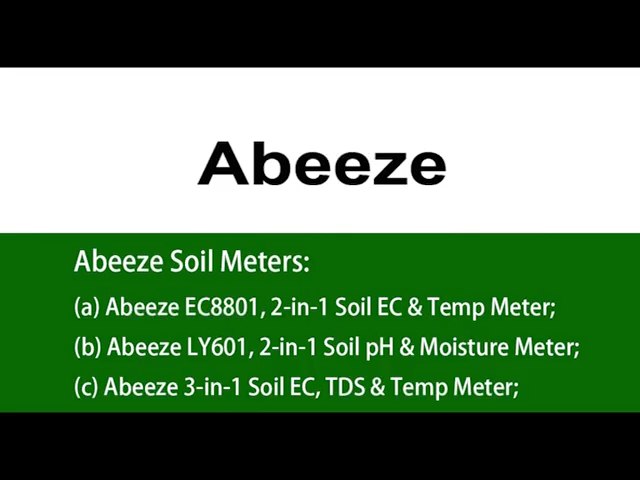 Abeeze
Abeeze Soil Meters:
(a) Abeeze EC8801, 2-in-1 Soil EC & Temp Meter;
(b) Abeeze LY601, 2-in-1 Soil pH & Moisture Meter;
(c) Abeeze 3-in-1 Soil EC, TDS & Temp Meter;